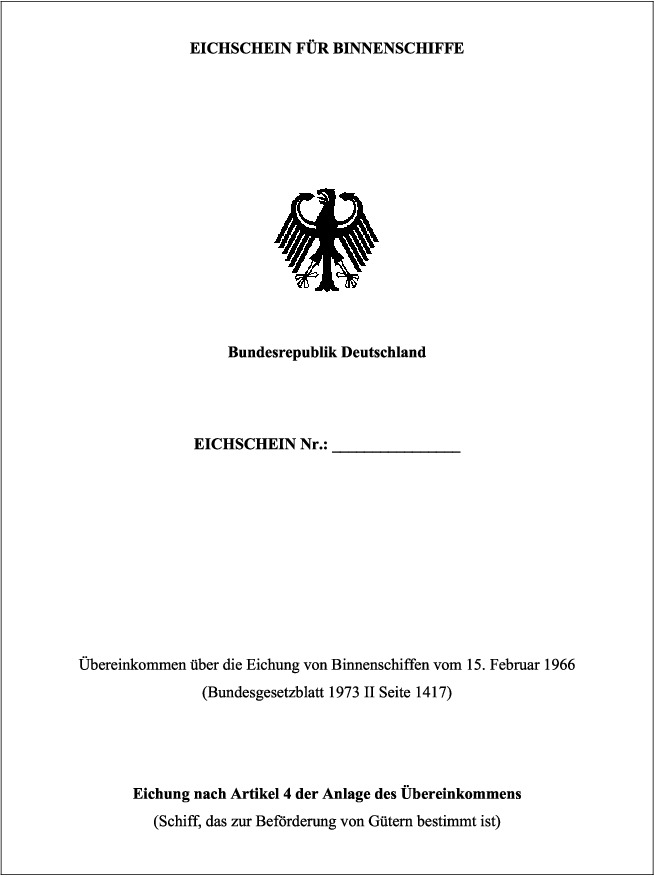 EICHSCHEIN FÜR BINNENSCHIFFE
Bundesrepublik Deutschland
EICHSCHEIN Nr.: ________________
Übereinkommen über die Eichung von Binnenschiffen vom 15. Februar 1966
(Bundesgesetzblatt 1973 II Seite 1417)
Eichung nach Artikel 4 der Anlage des Übereinkommens
(Schiff, das zur Beförderung von Gütern bestimmt ist)